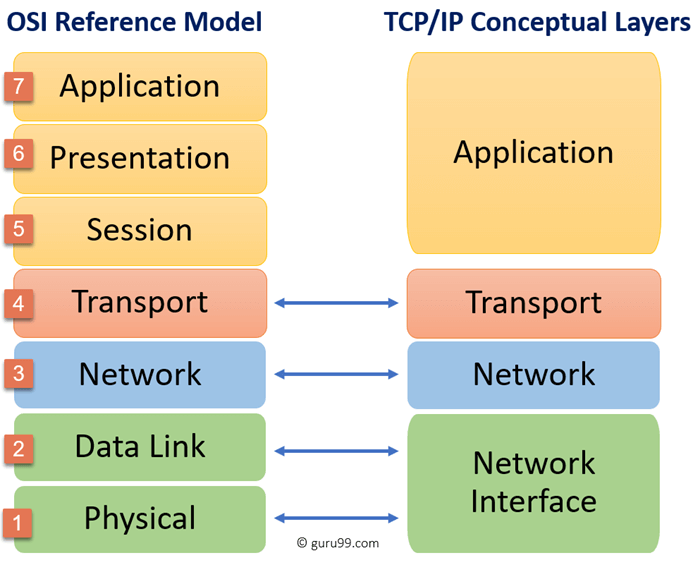 OSI Reference Model
TCP/IP Conceptual Layers
7 Application
6 Presentation
5 Session
Application
4 Transport
Transport
3 Network
Network
2 Data Link
1 Physical
Network
Interface
© guru99.com